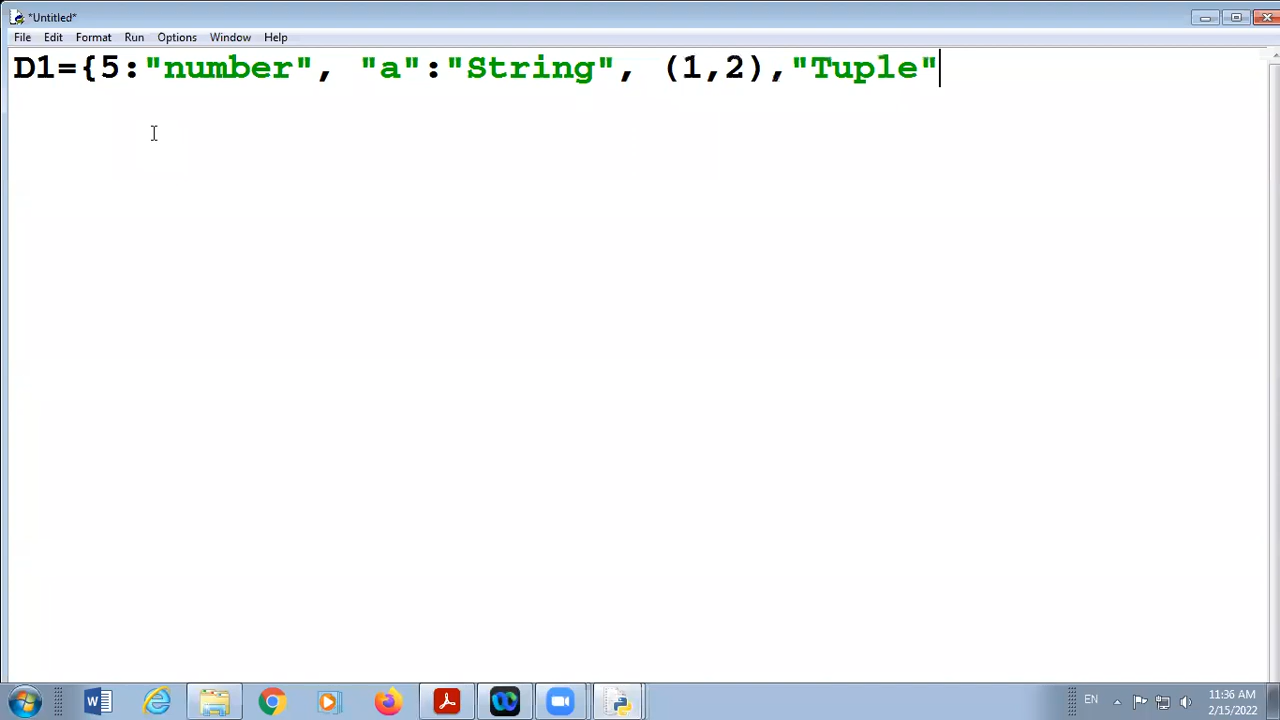 *Untitled*
File Edit Format Run Options Window Help
D1={5:"number", "a":"String", (1,2),"Tuple"
EN
11:36 AM
2/15/2022